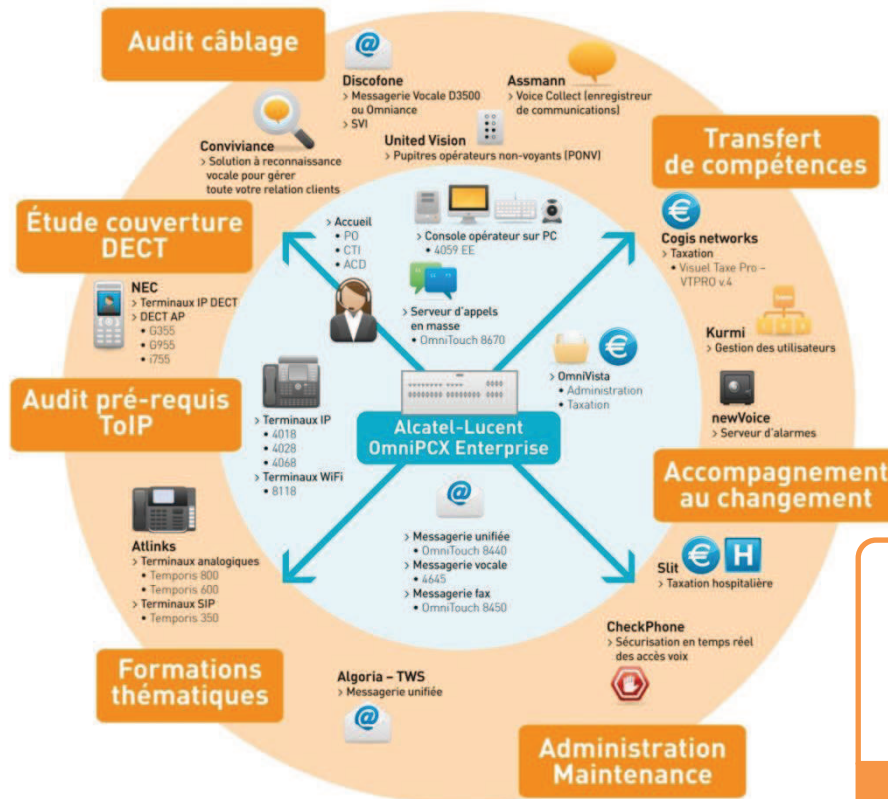 Audit câblage
Discofone
> Messagerie Vocale D3500
ou Omniance
> SVI
Assmann
> Voice Collect (enregistreur
de communications)
Conviviance
> Solution à reconnaissance
vocale pour gérer
toute votre relation clients
United Vision
> Pupitres opérateurs non-voyants (PONV)
Transfert
de compétences
Étude couverture
DECT
> Accueil
• PO
• CTI
• ACD
> Console opérateur sur PC
• 4059 EE
Cogis networks
> Taxation
• Visuel Taxe Pro –
VTPRO v.4
NEC
> Terminaux IP DECT
> DECT AP
• G355
• G955
• i755
> Serveur d'appels
en masse
• OmniTouch 8670
Kurmi
> Gestion des utilisateurs
> OmniVista
• Administration
• Taxation
Audit pré-requis
ToIP
newVoice
> Serveur d'alarmes
Alcatel-Lucent
OmniPCX Enterprise
> Terminaux IP
• 4018
• 4028
• 4068
> Terminaux WiFi
• 8118
Accompagnement
au changement
@
> Messagerie unifiée
• OmniTouch 8440
> Messagerie vocale
• 4645
> Messagerie fax
• OmniTouch 8450
Atlinks
> Terminaux analogiques
• Temporis 800
• Temporis 600
> Terminaux SIP
• Temporis 350
Slit € H
> Taxation hospitalière
CheckPhone
> Sécurisation en temps réel
des accès voix
Formations
thématiques
Algoria – TWS
> Messagerie unifiée
@
Administration
Maintenance